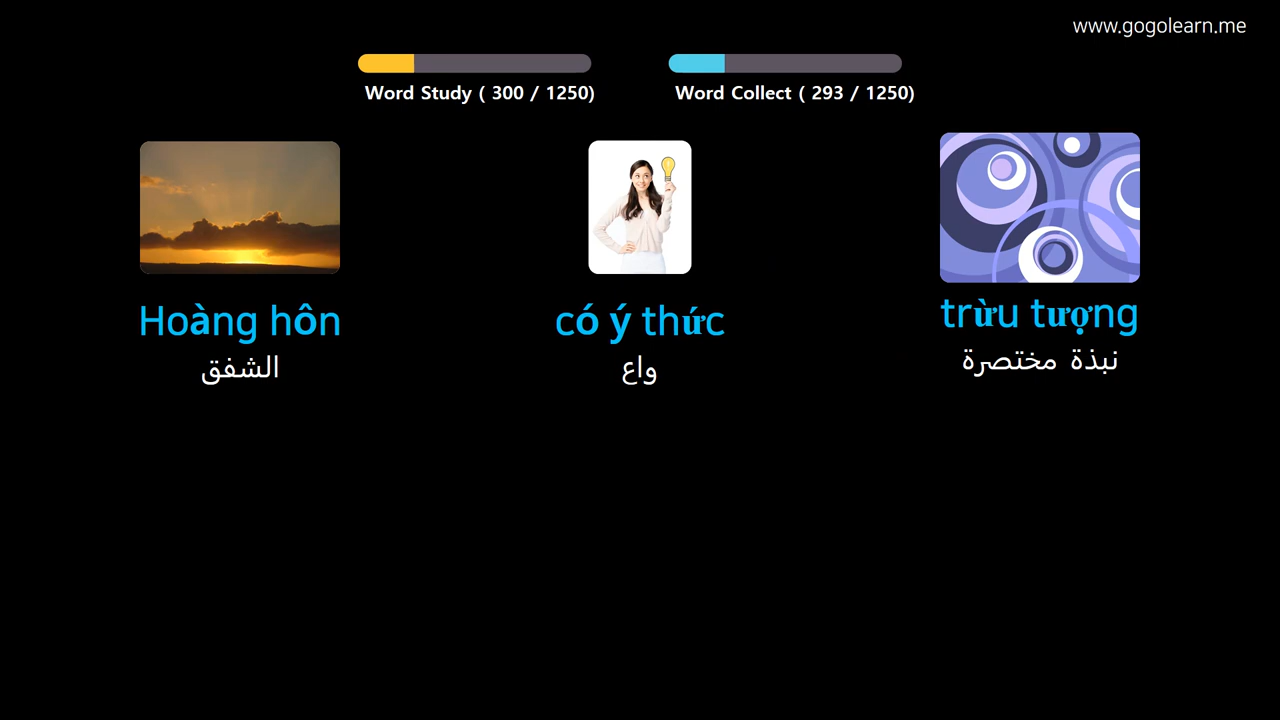 www.gogolearn.me
Word Study ( 300 / 1250)
Word Collect ( 293 / 1250)
Hoàng hôn
الشفق
có ý thức
واع
trừu tượng
نبذة مختصرة